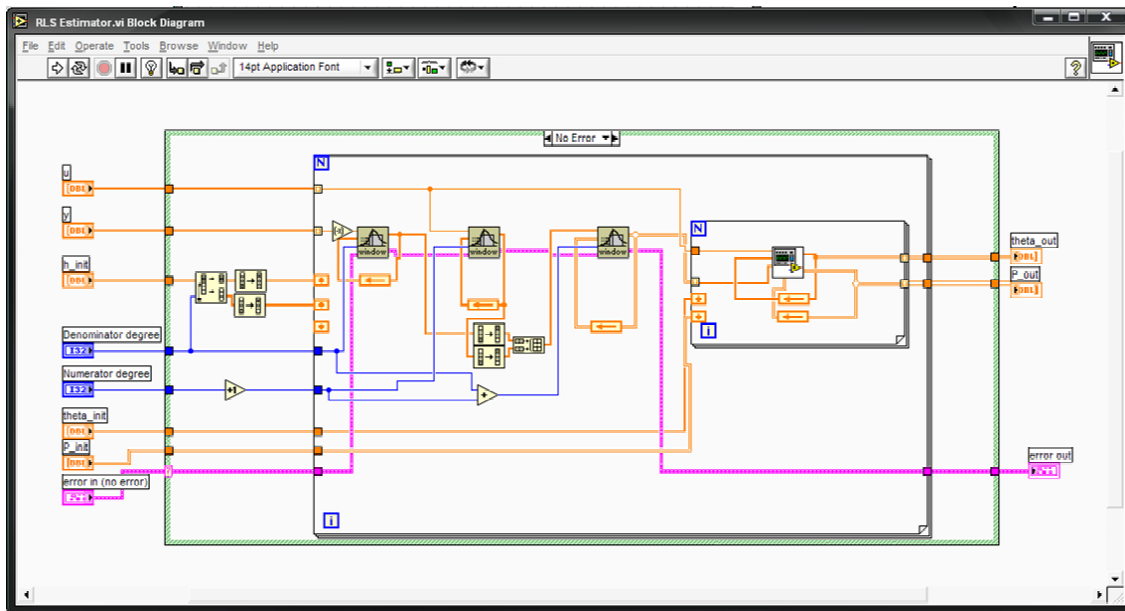 RLS Estimator.vi Block Diagram
File Edit Operate Tools Browse Window Help
14pt Application Font
?
No Error
N
u
DBL
y
DBL
h_init
DBL
Denominator degree
I32
Numerator degree
I32
+1
theta_init
DBL
P_init
DBL
error in (no error)
window
window
window
+
N
i
i
theta_out
DBL
P_out
DBL
error out